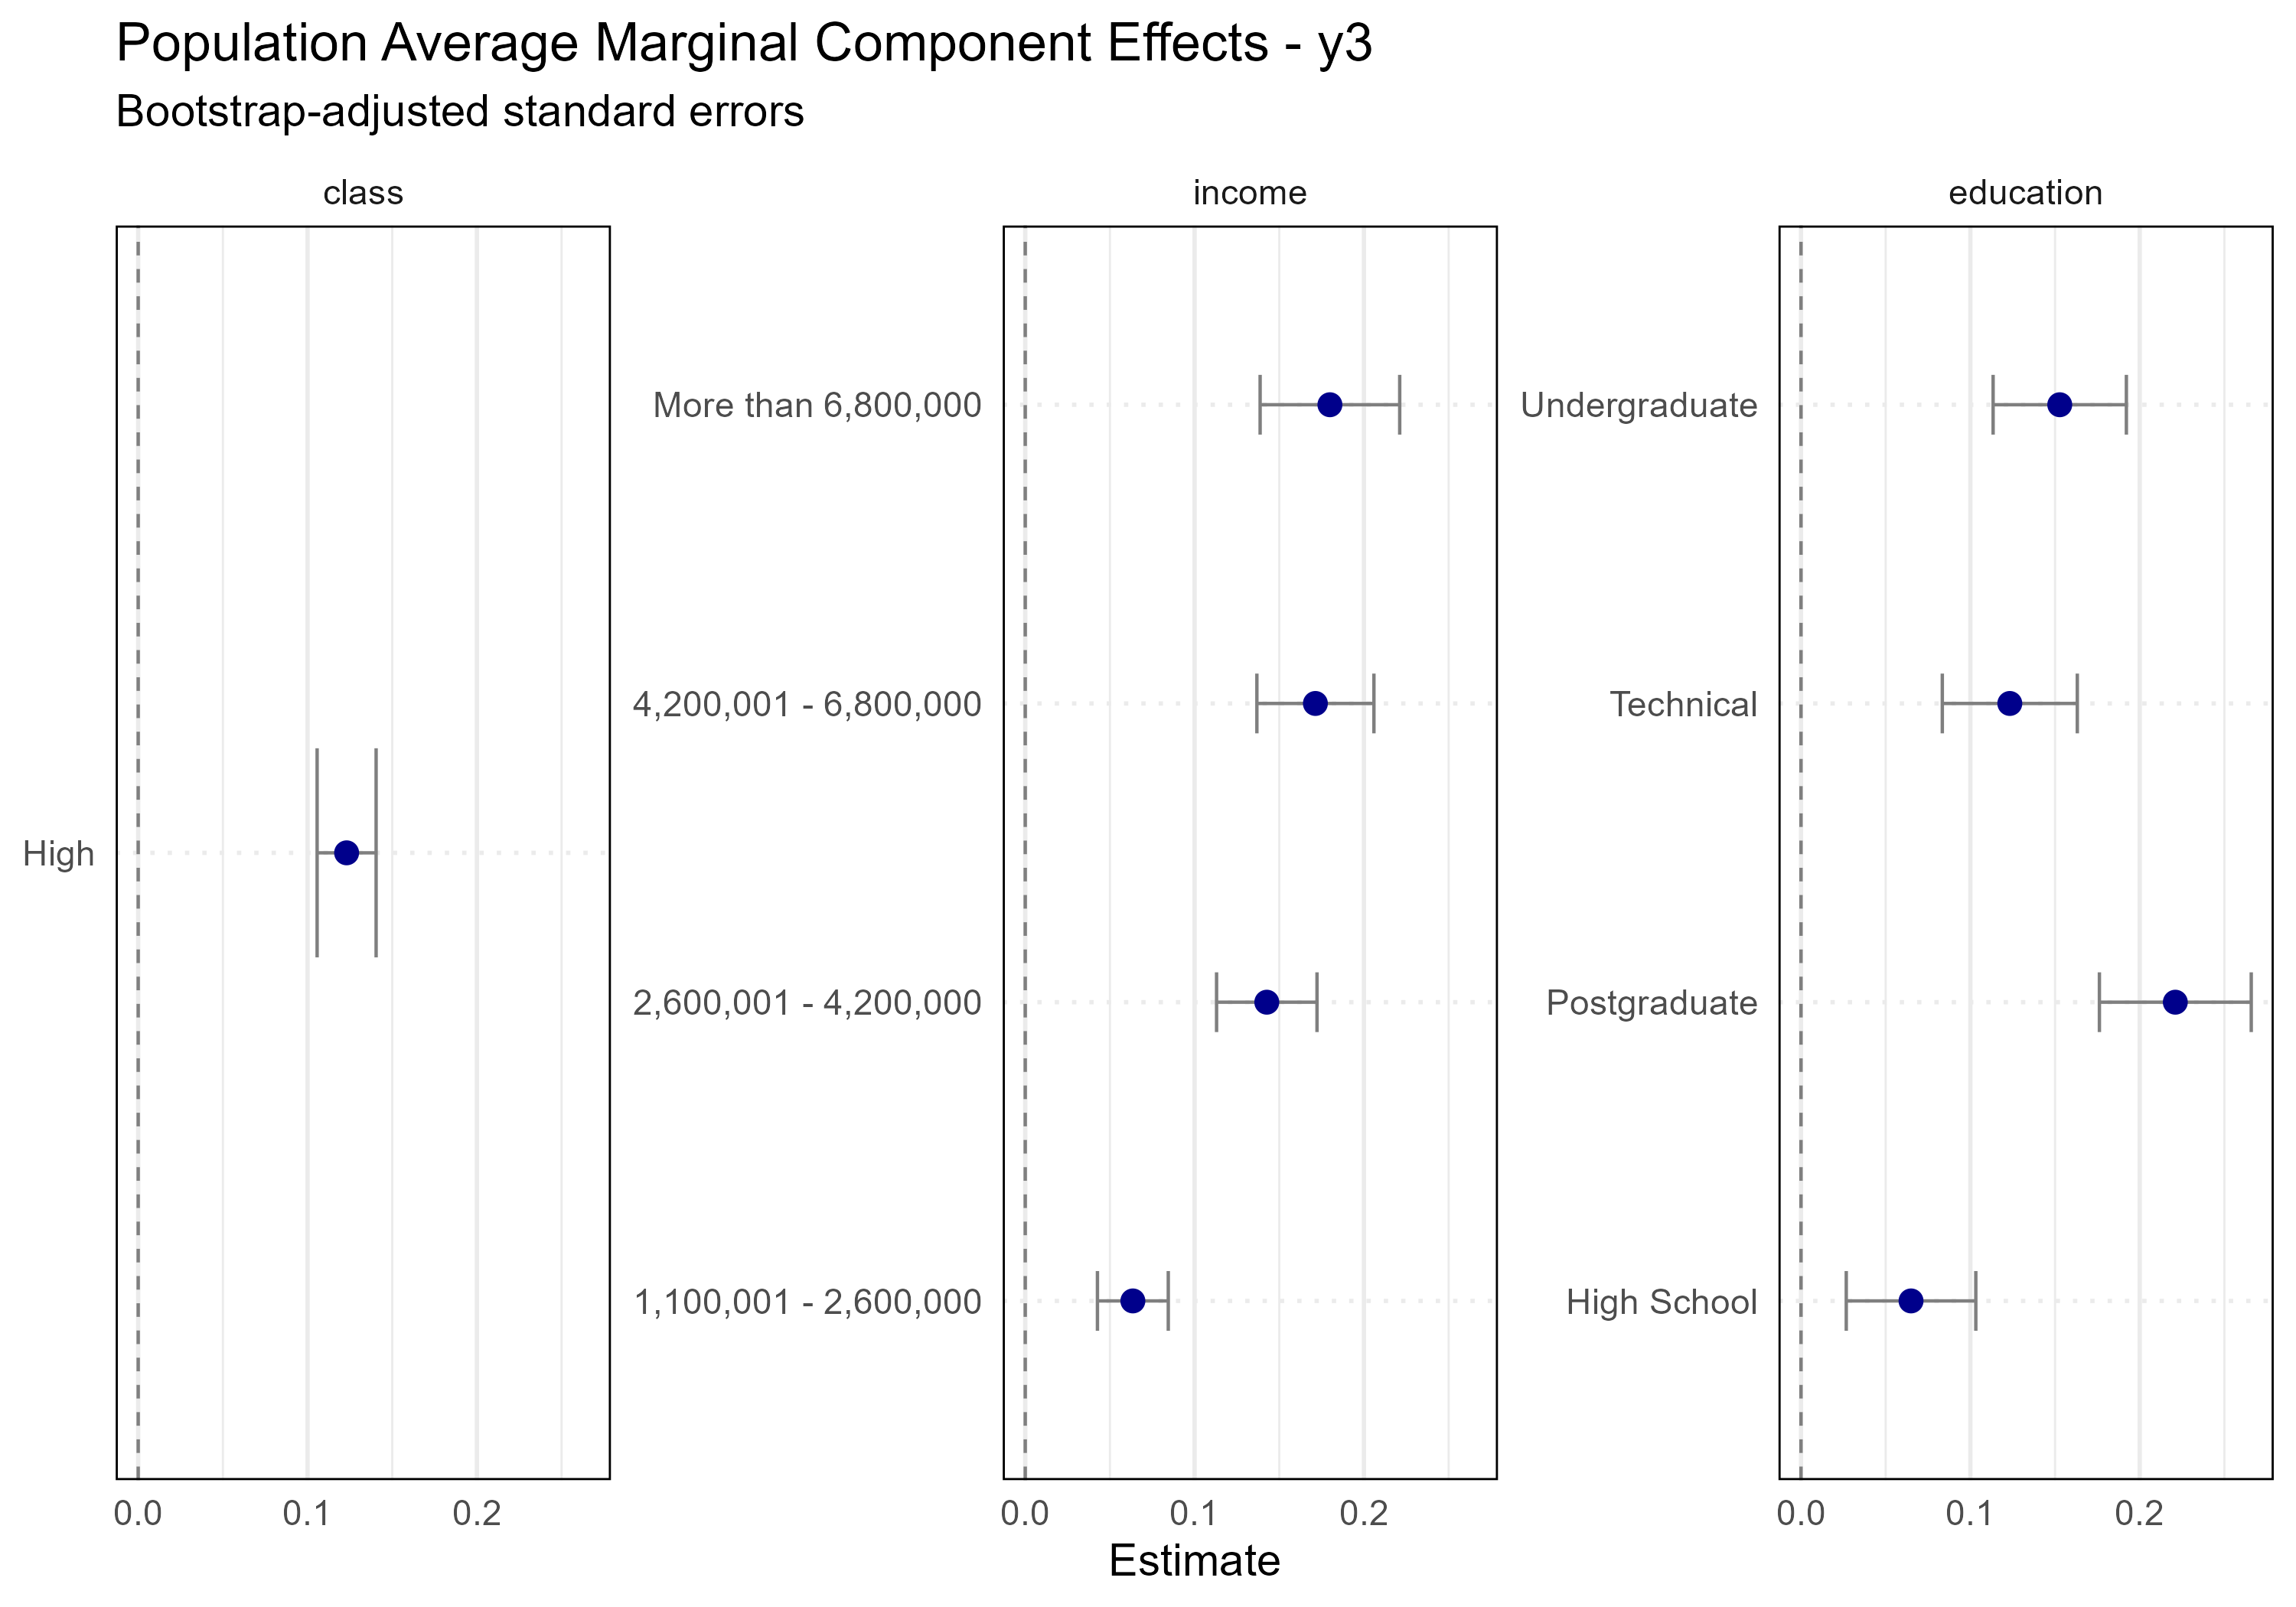 Population Average Marginal Component Effects - y3
Bootstrap-adjusted standard errors
class
High
0.0 0.1 0.2
income
More than 6,800,000
4,200,001 - 6,800,000
2,600,001 - 4,200,000
1,100,001 - 2,600,000
0.0 0.1 0.2
education
Undergraduate
Technical
Postgraduate
High School
0.0 0.1 0.2
Estimate